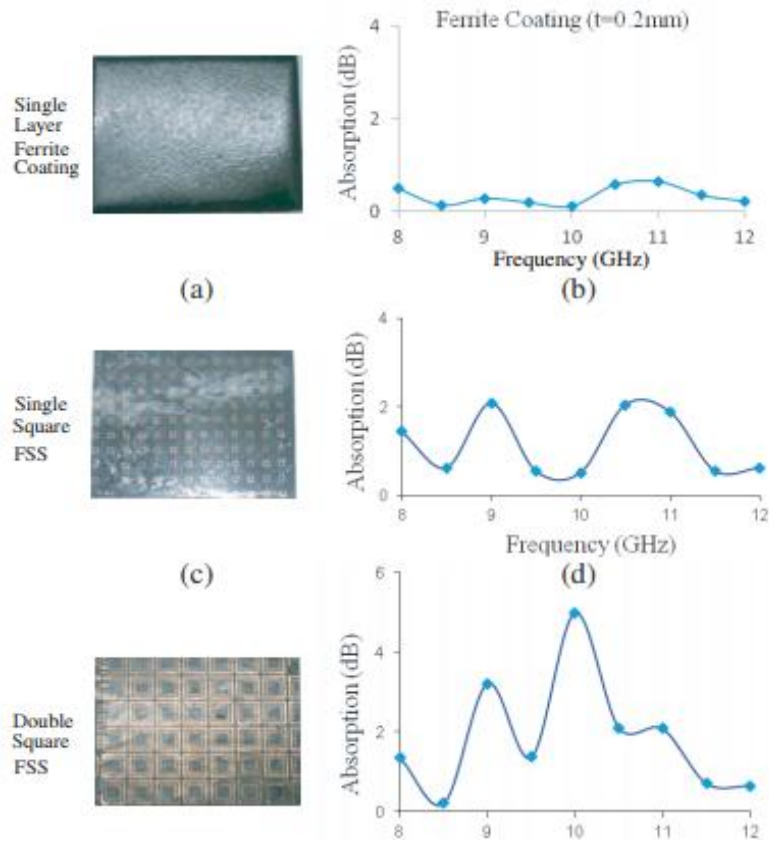 Ferrite Coating (t=0.2mm)
Single
Layer
Ferrite
Coating
Absorption (dB)
4
2
0
8 9 10 11 12
Frequency (GHz)
(a)
(b)
Single
Square
FSS
Absorption (dB)
4
2
0
8 9 10 11 12
Frequency (GHz)
(c)
(d)
Double
Square
FSS
Absorption (dB)
6
4
2
0
8 9 10 11 12